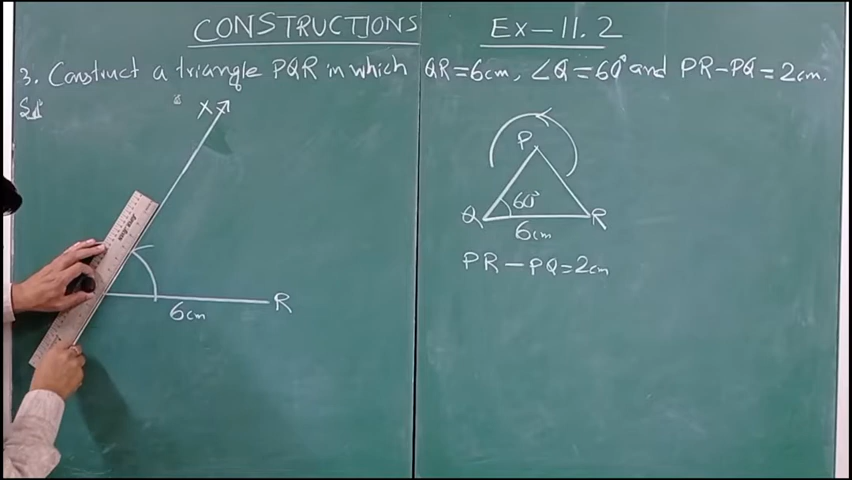 CONSTRUCTIONS Ex-11.2
3. Construct a triangle PQR in which QR=6cm, ∠Q=60° and PR-PQ=2cm.
Sol
X
P
Q 60° R
6cm
PR-PQ=2cm
R
6cm